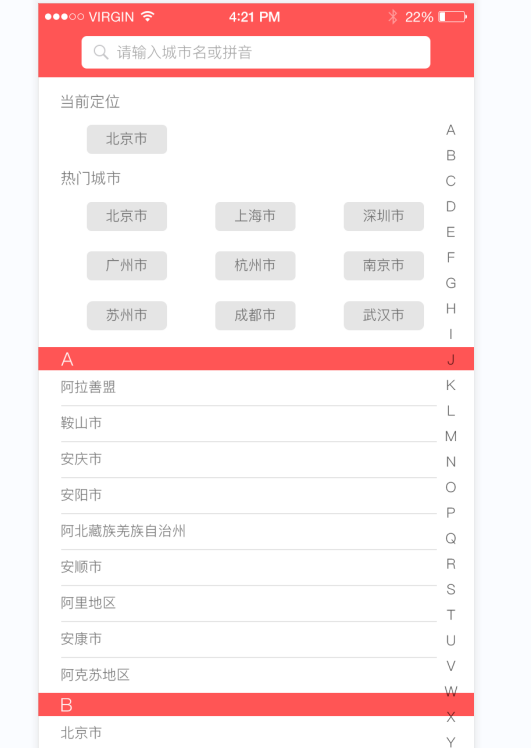 VIRGIN 4:21 PM 22%
请输入城市名或拼音
当前定位
北京市
热门城市
北京市 上海市 深圳市
广州市 杭州市 南京市
苏州市 成都市 武汉市
A
阿拉善盟
鞍山市
安庆市
安阳市
阿北藏族羌族自治州
安顺市
阿里地区
安康市
阿克苏地区
B
北京市
A
B
C
D
E
F
G
H
I
J
K
L
M
N
O
P
Q
R
S
T
U
V
W
X
Y